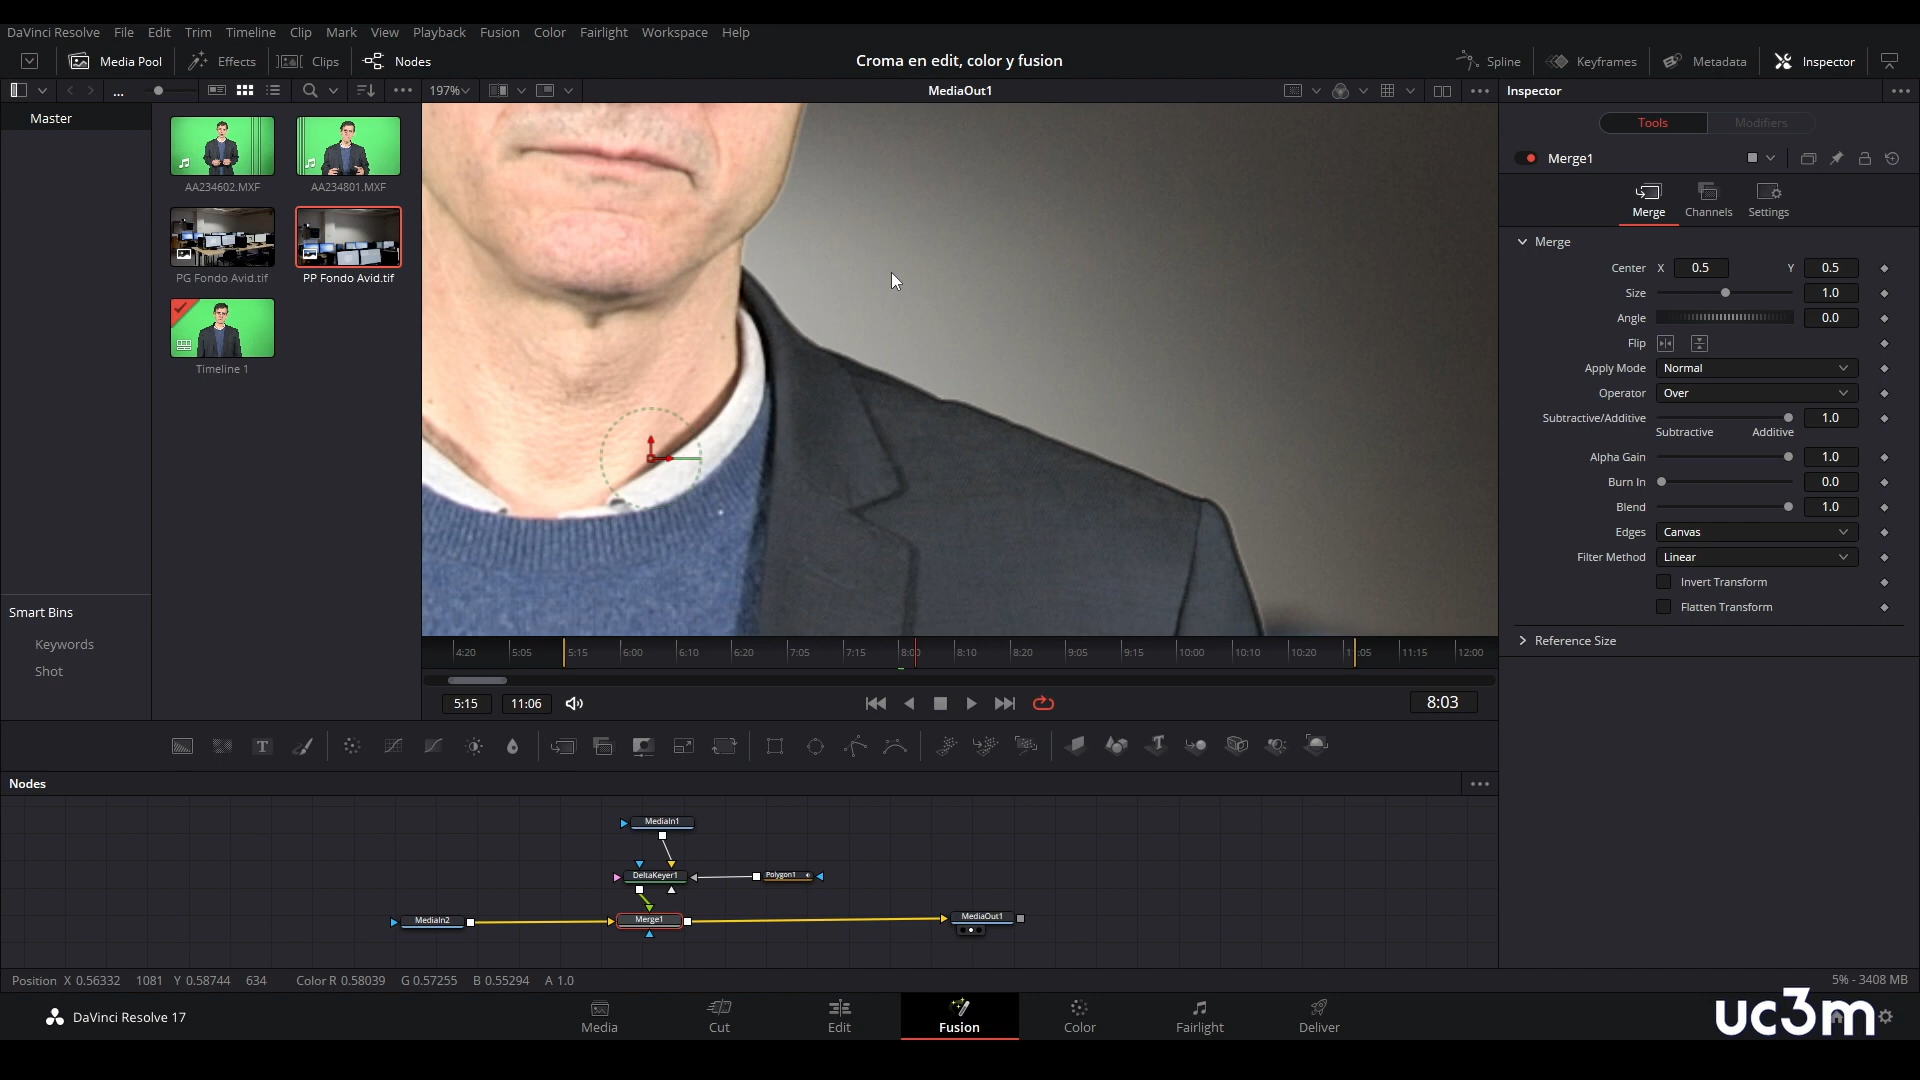 DaVinci Resolve File Edit Trim Timeline Clip Mark View Playback Fusion Color Fairlight Workspace Help
Media Pool Effects Clips Nodes Croma en edit, color y fusion Spline Keyframes Metadata Inspector
... 197% MediaOut1 Inspector
Master
Tools Modifiers
Merge1
AA234602.MXF AA234801.MXF
Merge Channels Settings
Merge
PG Fondo Avid.tif PP Fondo Avid.tif
Center X 0.5 Y 0.5
Size 1.0
Angle 0.0
Flip
Timeline 1
Apply Mode Normal
Operator Over
Subtractive/Additive 1.0
Subtractive Additive
Alpha Gain 1.0
Burn In 0.0
Blend 1.0
Edges Canvas
Filter Method Linear
Invert Transform
Flatten Transform
Smart Bins
Keywords
Shot
Reference Size
4:20 5:05 5:15 6:00 6:10 6:20 7:05 7:15 8:00 8:10 8:20 9:05 9:15 10:00 10:10 10:20 11:05 11:15 12:00
5:15 11:06 8:03
T
Nodes
MediaIn1
DeltaKeyer1 Polygon1
MediaIn2 Merge1 MediaOut1
Position X 0.56332 1081 Y 0.58744 634 Color R 0.58039 G 0.57255 B 0.55294 A 1.0 5% - 3408 MB
DaVinci Resolve 17 Media Cut Edit Fusion Color Fairlight Deliver
uc3m